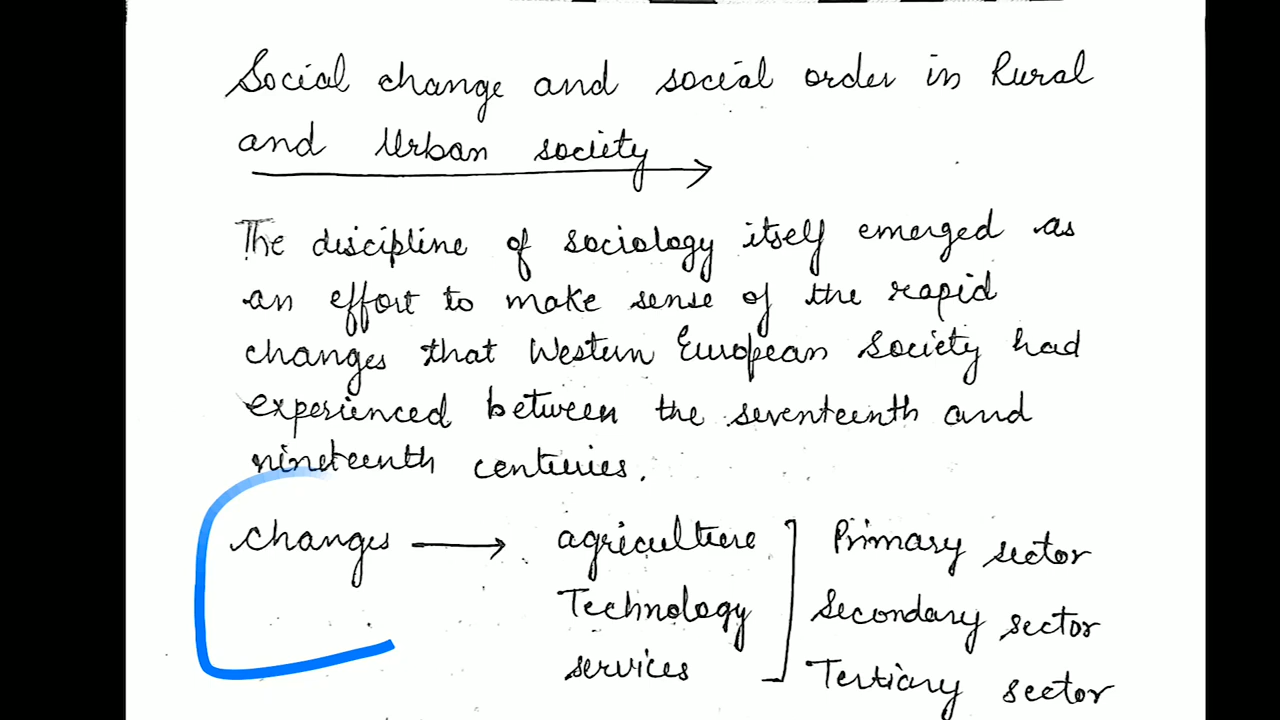 Social change and social order in Rural
and Urban society
The discipline of sociology itself emerged as
an effort to make sense of the rapid
changes that Western European Society had
experienced between the seventeenth and
nineteenth centuries.
changes → agriculture ] Primary sector
Technology Secondary sector
services Tertiary sector